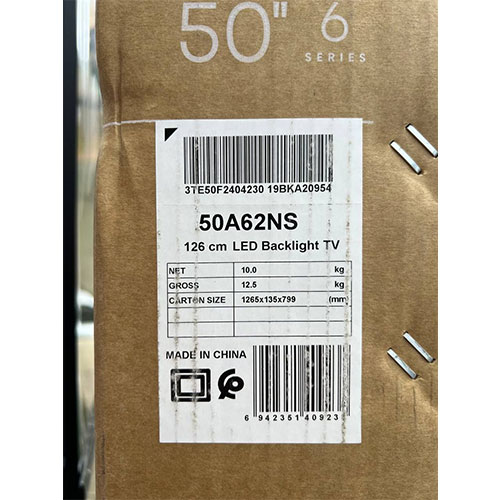 50" 6
SERIES
3TE50F2404230 19BKA20954
50A62NS
126 cm LED Backlight TV
NET 10.0 kg
GROSS 12.5 kg
CARTON SIZE 1265x135x799 (mm)
MADE IN CHINA
6 942351 40923